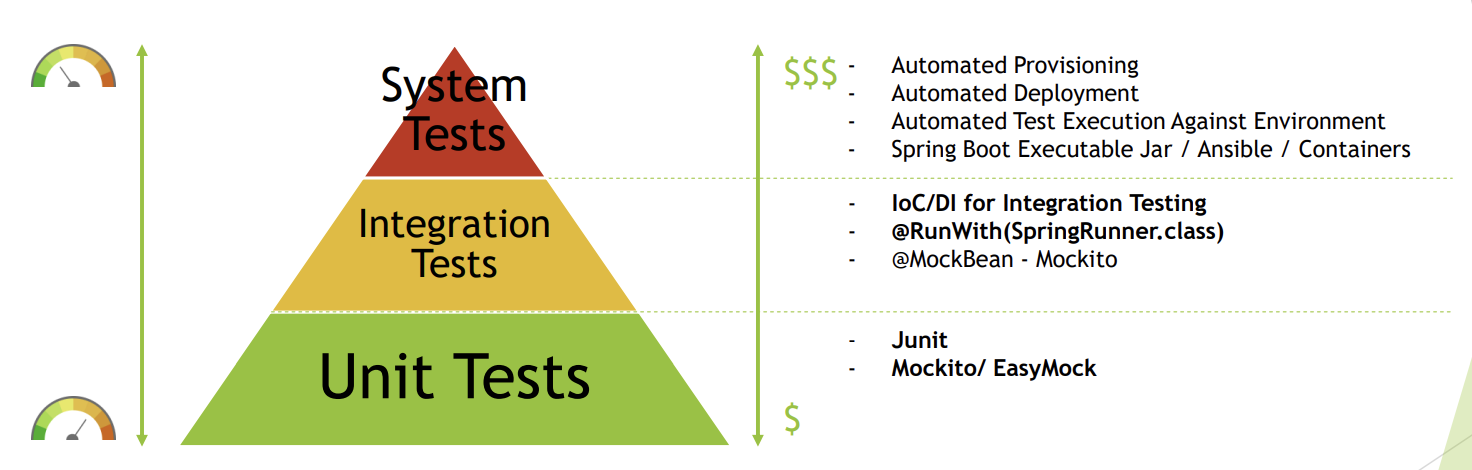 System
Tests
Integration
Tests
Unit Tests
$$$
- Automated Provisioning
- Automated Deployment
- Automated Test Execution Against Environment
- Spring Boot Executable Jar / Ansible / Containers
- IoC/DI for Integration Testing
- @RunWith(SpringRunner.class)
- @MockBean - Mockito
- Junit
- Mockito/ EasyMock
$